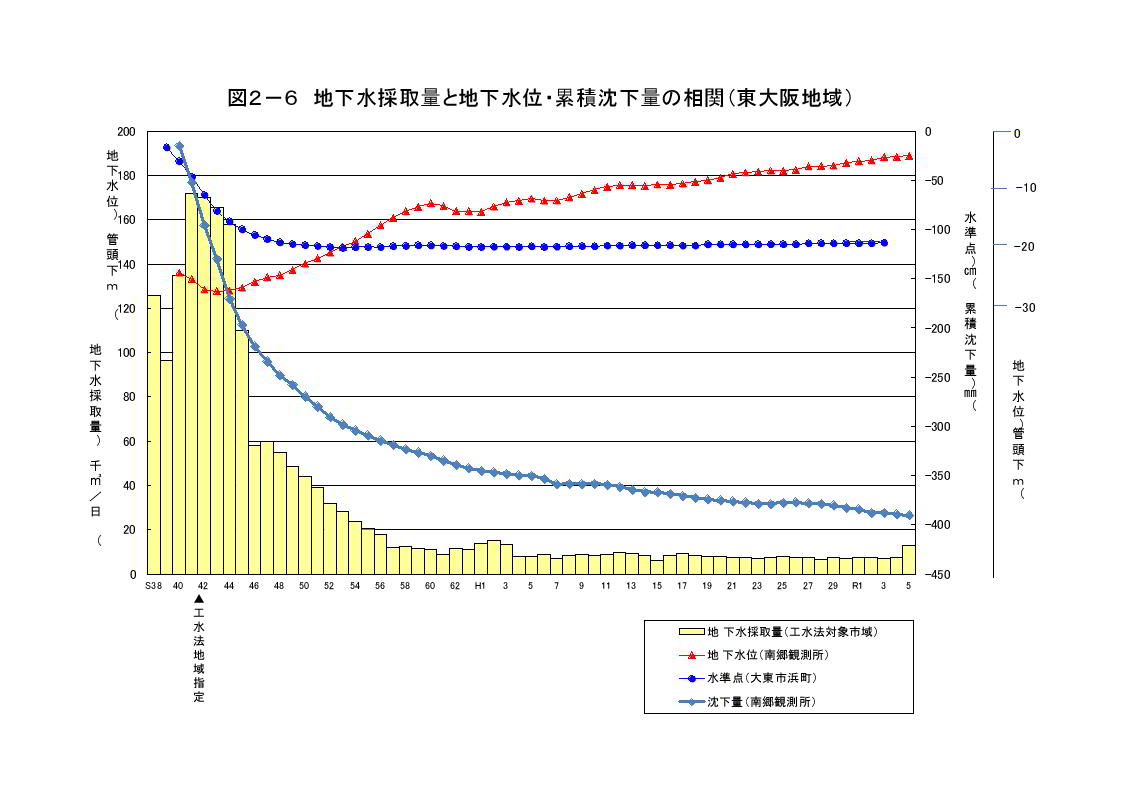 図2－6　地下水採取量と地下水位・累積沈下量の相関（東大阪地域）
200
180
160
140
120
100
80
60
40
20
0
地下水位）管頭下ｍ（
地下水採取量）千㎥／日（
0
-50
-100
-150
-200
-250
-300
-350
-400
-450
水準点）㎝（
累積沈下量）㎜（
0
-10
-20
-30
地下水位）管頭下ｍ（
S38 40 42 44 46 48 50 52 54 56 58 60 62 H1 3 5 7 9 11 13 15 17 19 21 23 25 27 29 R1 3 5
▲工水法地域指定
地下水採取量（工水法対象市域）
地下水位（南郷観測所）
水準点（大東市浜町）
沈下量（南郷観測所）